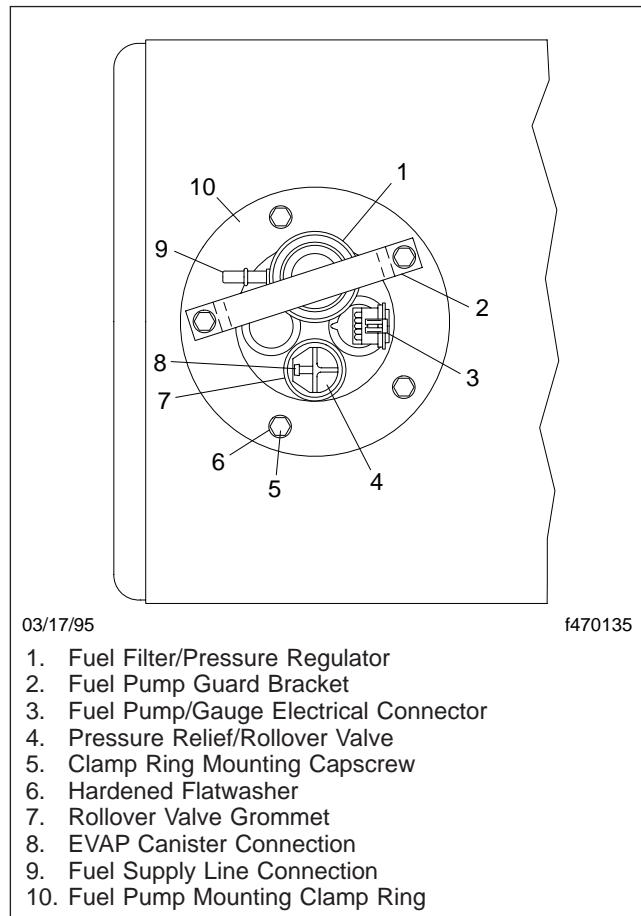 1
10
9
2
8
3
7
6
5
4
03/17/95 f470135
1. Fuel Filter/Pressure Regulator
2. Fuel Pump Guard Bracket
3. Fuel Pump/Gauge Electrical Connector
4. Pressure Relief/Rollover Valve
5. Clamp Ring Mounting Capscrew
6. Hardened Flatwasher
7. Rollover Valve Grommet
8. EVAP Canister Connection
9. Fuel Supply Line Connection
10. Fuel Pump Mounting Clamp Ring